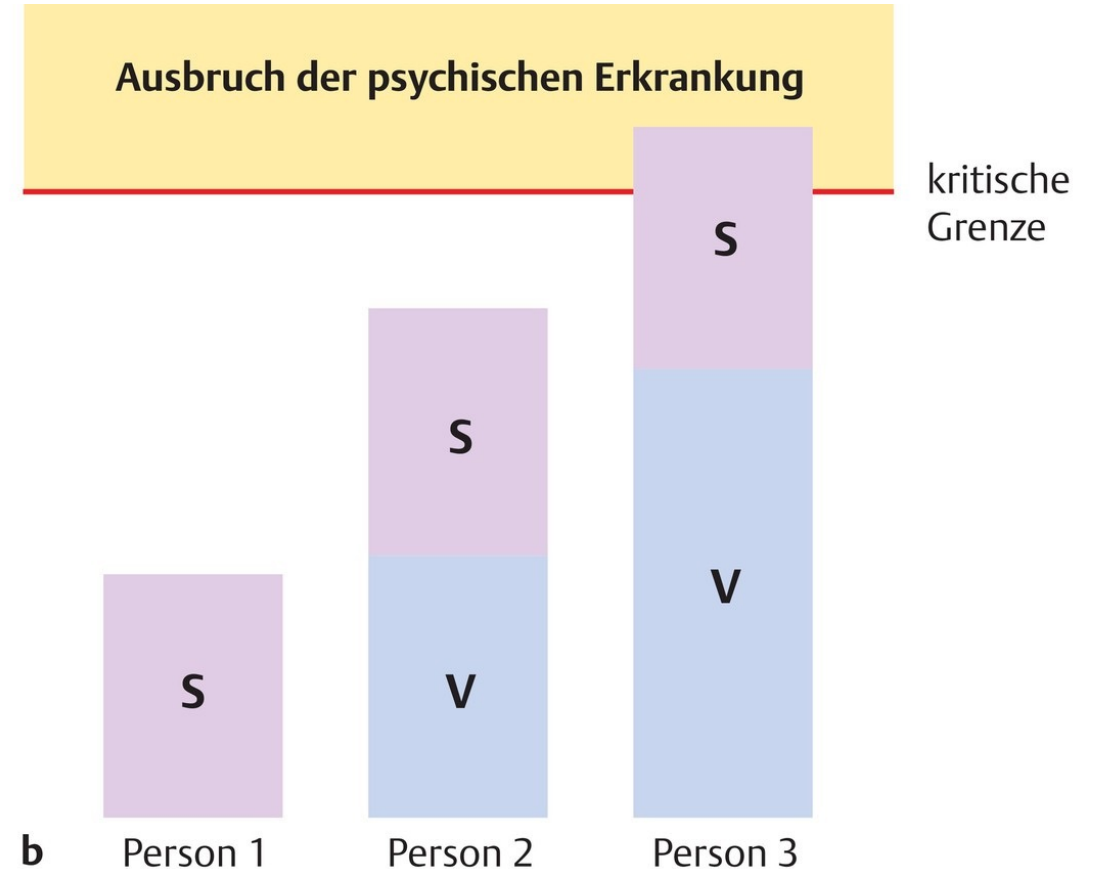 Ausbruch der psychischen Erkrankung
kritische
Grenze
S
S
S
V
V
b
Person 1
Person 2
Person 3